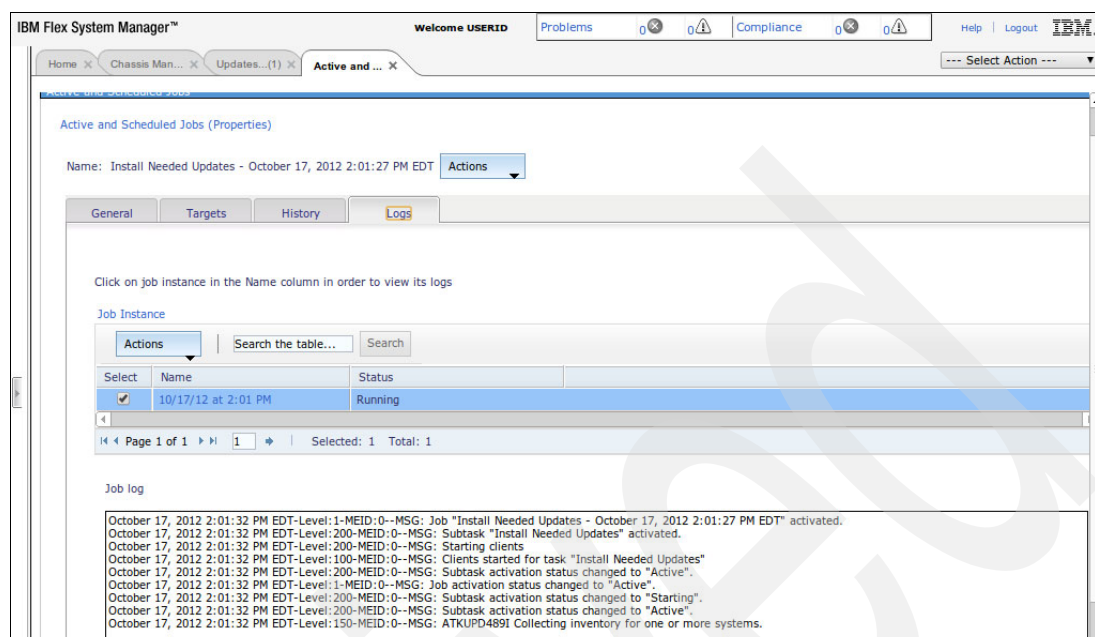 IBM Flex System Manager™ Welcome USERID Problems 0 0 Compliance 0 0 Help | Logout IBM.
Home Chassis Man... Updates...(1) Active and ... --- Select Action ---
Active and Scheduled Jobs
Active and Scheduled Jobs (Properties)
Name: Install Needed Updates - October 17, 2012 2:01:27 PM EDT Actions
General Targets History Logs
Click on job instance in the Name column in order to view its logs
Job Instance
Actions Search the table... Search
Select Name Status
10/17/12 at 2:01 PM Running
Page 1 of 1 1 Selected: 1 Total: 1
Job log
October 17, 2012 2:01:32 PM EDT-Level:1-MEID:0--MSG: Job "Install Needed Updates - October 17, 2012 2:01:27 PM EDT" activated.
October 17, 2012 2:01:32 PM EDT-Level:200-MEID:0--MSG: Subtask "Install Needed Updates" activated.
October 17, 2012 2:01:32 PM EDT-Level:200-MEID:0--MSG: Starting clients
October 17, 2012 2:01:32 PM EDT-Level:100-MEID:0--MSG: Clients started for task "Install Needed Updates"
October 17, 2012 2:01:32 PM EDT-Level:200-MEID:0--MSG: Subtask activation status changed to "Active".
October 17, 2012 2:01:32 PM EDT-Level:1-MEID:0--MSG: Job activation status changed to "Active".
October 17, 2012 2:01:32 PM EDT-Level:200-MEID:0--MSG: Subtask activation status changed to "Starting".
October 17, 2012 2:01:32 PM EDT-Level:200-MEID:0--MSG: Subtask activation status changed to "Active".
October 17, 2012 2:01:32 PM EDT-Level:150-MEID:0--MSG: ATKUPD489I Collecting inventory for one or more systems.